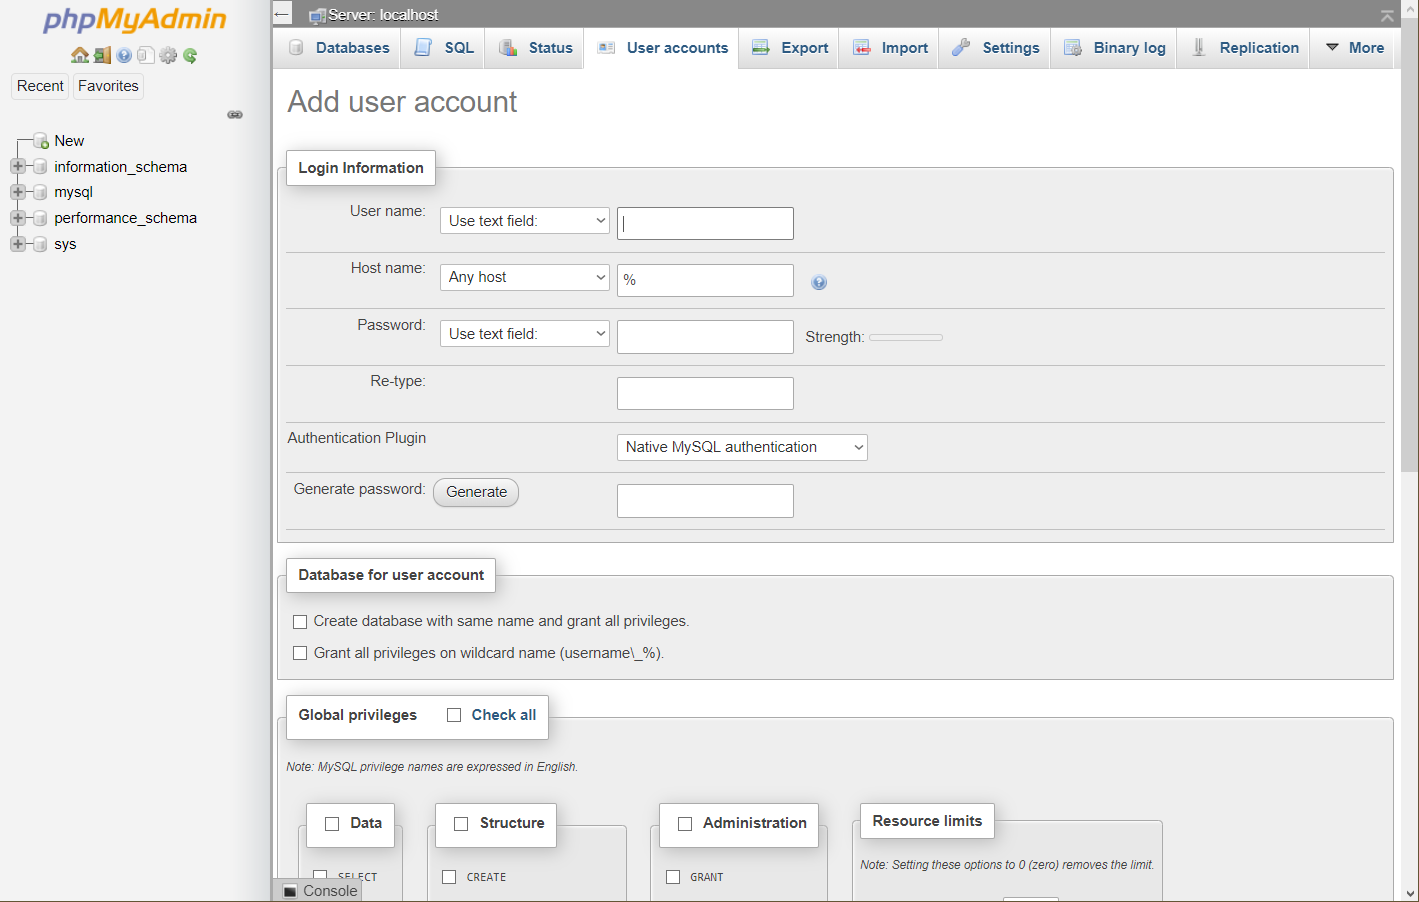 phpMyAdmin
Recent Favorites
New
information_schema
mysql
performance_schema
sys
Server: localhost
Databases SQL Status User accounts Export Import Settings Binary log Replication More
Add user account
Login Information
User name: Use text field:
Host name: Any host %
Password: Use text field: Strength:
Re-type:
Authentication Plugin Native MySQL authentication
Generate password: Generate
Database for user account
Create database with same name and grant all privileges.
Grant all privileges on wildcard name (username\_%).
Global privileges Check all
Note: MySQL privilege names are expressed in English.
Data Structure Administration Resource limits
Note: Setting these options to 0 (zero) removes the limit.
SELECT CREATE GRANT
Console